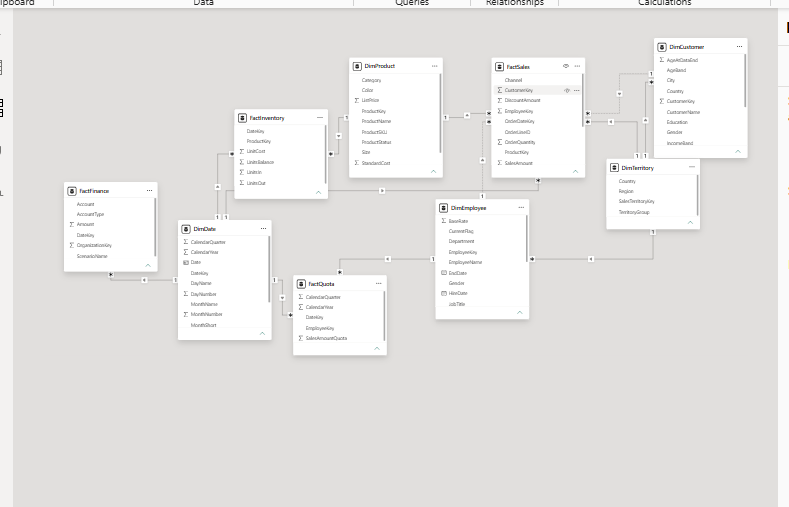 Data
Queries
Relationships
Calculations
DimCustomer
AgeAtDataEnd
AgeBand
City
Country
CustomerKey
CustomerName
Education
Gender
IncomeBand
DimProduct
Category
Color
ListPrice
ProductKey
ProductName
ProductSKU
ProductStatus
Size
StandardCost
FactSales
Channel
CustomerKey
DiscountAmount
EmployeeKey
OrderDateKey
OrderLineID
OrderQuantity
ProductKey
SalesAmount
FactInventory
DateKey
ProductKey
UnitCost
UnitsBalance
UnitsIn
UnitsOut
DimTerritory
Country
Region
SalesTerritoryKey
TerritoryGroup
FactFinance
Account
AccountType
Amount
DateKey
OrganizationKey
ScenarioName
DimEmployee
BaseRate
CurrentFlag
Department
EmployeeKey
EmployeeName
EndDate
Gender
HireDate
JobTitle
DimDate
CalendarQuarter
CalendarYear
Date
DateKey
DayName
DayNumber
MonthName
MonthNumber
MonthShort
FactQuota
CalendarQuarter
CalendarYear
DateKey
EmployeeKey
SalesAmountQuota